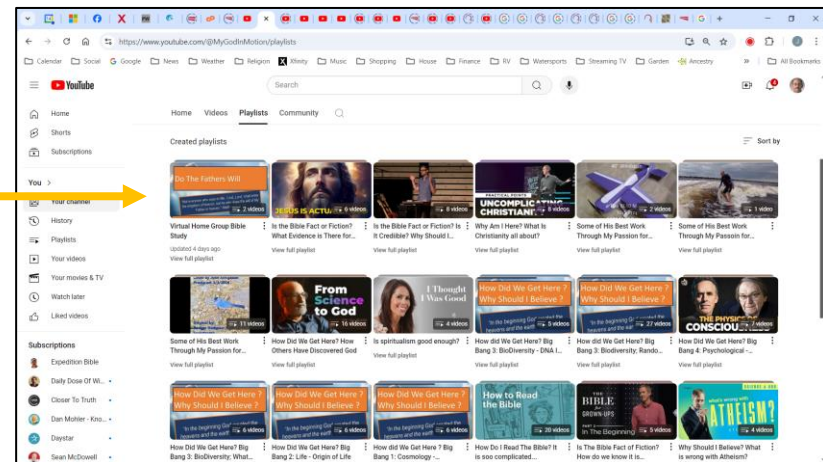 https://www.youtube.com/@MyGodInMotion/playlists
Calendar Social Google News Weather Religion Xfinity Music Shopping House Finance RV Watersports Streaming TV Garden Ancestry All Bookmarks
YouTube
Search
Home
Shorts
Subscriptions
You
Your channel
History
Playlists
Your videos
Your movies & TV
Watch later
Liked videos
Subscriptions
Expedition Bible
Daily Dose Of Wi...
Closer To Truth
Dan Mohler - Kno...
Daystar
Sean McDowell
Home Videos Playlists Community
Created playlists
Sort by
Do The Fathers Will
2 videos
Virtual Home Group Bible
Study
Updated 4 days ago
View full playlist
JESUS IS ACTU
6 videos
Is the Bible Fact or Fiction?
What Evidence is There for...
View full playlist
8 videos
Is the Bible Fact or Fiction? Is
It Credible? Why Should I...
View full playlist
PRACTICAL POINTS
UNCOMPLICATING
CHRISTIANI
8 videos
Why Am I Here? What Is
Christianity all about?
View full playlist
2 videos
Some of His Best Work
Through My Passion for...
View full playlist
1 video
Some of His Best Work
Through My Passoin for...
View full playlist
11 videos
Some of His Best Work
Through My Passion for...
View full playlist
From
Science
to God
16 videos
How Did We Get Here? How
Others Have Discovered God
View full playlist
I Thought
I Was Good
4 videos
Is spiritualism good enough?
View full playlist
How Did We Get Here ?
Why Should I Believe ?
5 videos
How did We Get Here? Big
Bang 3: BioDiversity - DNA I...
View full playlist
How Did We Get Here ?
Why Should I Believe ?
27 videos
How did We Get Here? Big
Bang 3: Biodiversity, Rando...
View full playlist
THE PHYSICS OF
CONSCIOU
7 videos
How Did We Get Here? Big
Bang 4: Psychological -...
View full playlist
How Did We Get Here ?
Why Should I Believe ?
6 videos
How Did We Get Here? Big
Bang 3: BioDiversity; What...
How Did We Get Here ?
Why Should I Believe ?
6 videos
How Did We Get Here? Big
Bang 2: Life - Origin of Life
How Did We Get Here ?
Why Should I Believe ?
6 videos
How did We Get Here ? Big
Bang 1: Cosmology -...
How to Read
the Bible
20 videos
How Do I Read The Bible? It
is soo complicated...
THE
BIBLE
FOR
GROWN-UPS
In The Beginning
5 videos
Is The Bible Fact of Fiction?
How do we know it is...
SCIENCE & GOD
what's wrong with
ATHEISM?
4 videos
Why Should I Believe? What
is wrong with Atheism?